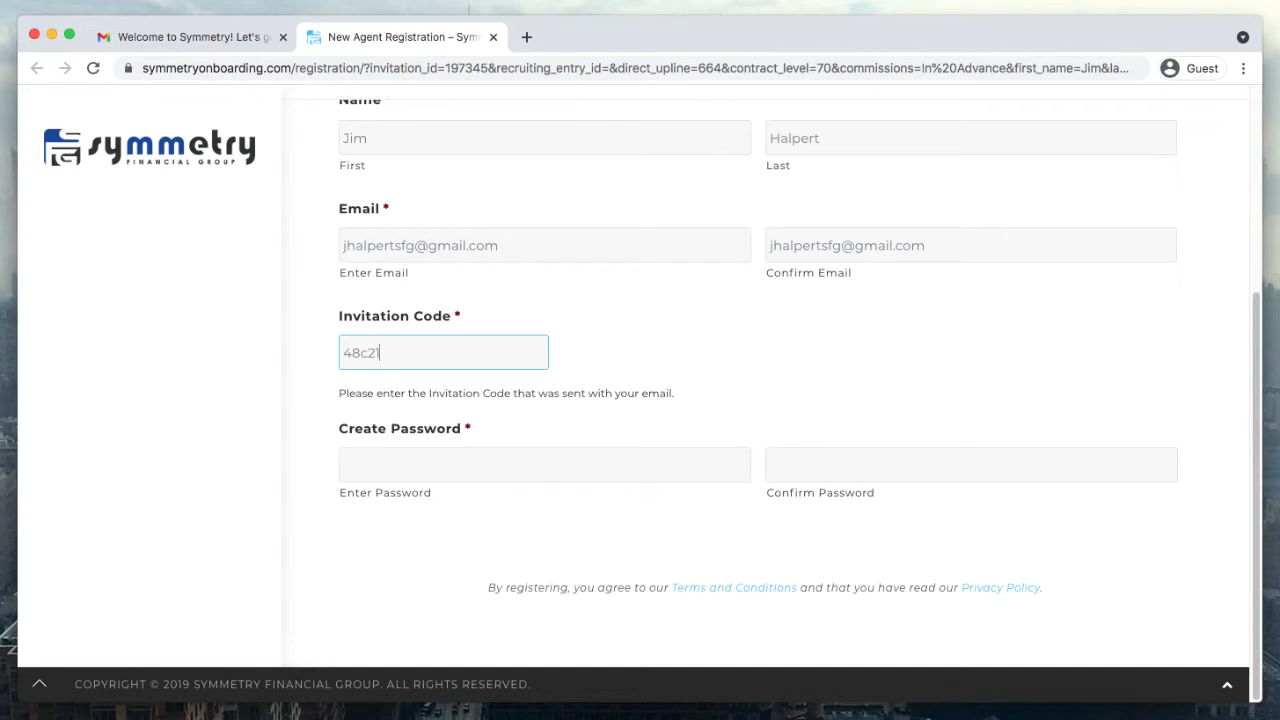 Welcome to Symmetry! Let's g
New Agent Registration – Sym
symmetryonboarding.com/registration/?invitation_id=197345&recruiting_entry_id=&direct_upline=664&contract_level=70&commissions=In%20Advance&first_name=Jim&la...
Guest
symmetry
FINANCIAL GROUP
Name
Jim
Halpert
First
Last
Email *
jhalpertsfg@gmail.com
jhalpertsfg@gmail.com
Enter Email
Confirm Email
Invitation Code *
48c21
Please enter the Invitation Code that was sent with your email.
Create Password *
Enter Password
Confirm Password
By registering, you agree to our Terms and Conditions and that you have read our Privacy Policy.
COPYRIGHT © 2019 SYMMETRY FINANCIAL GROUP. ALL RIGHTS RESERVED.